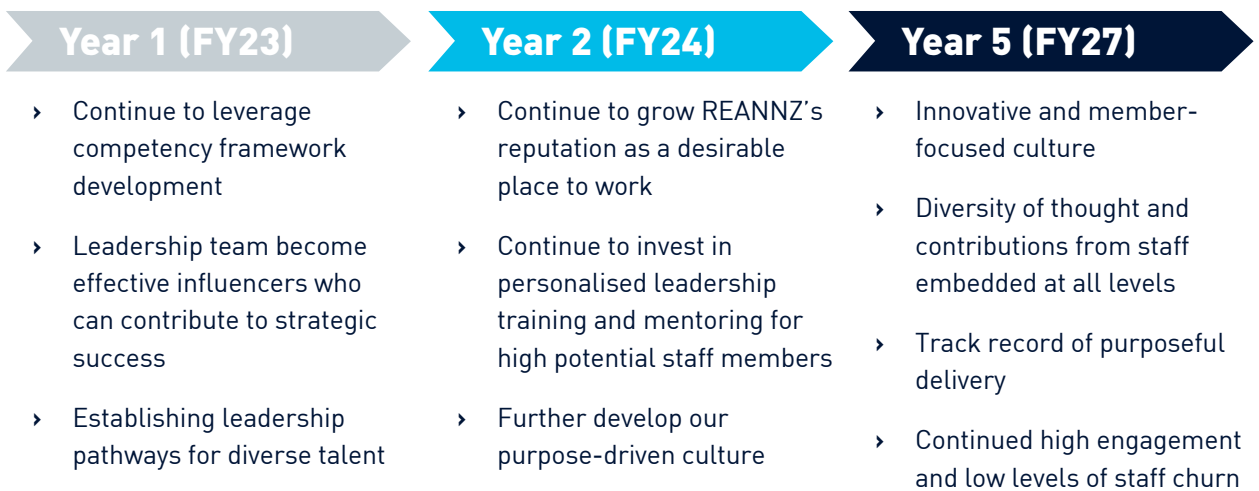 Year 1 (FY23)
› Continue to leverage
competency framework
development
› Leadership team become
effective influencers who
can contribute to strategic
success
› Establishing leadership
pathways for diverse talent
Year 2 (FY24)
› Continue to grow REANNZ’s
reputation as a desirable
place to work
› Continue to invest in
personalised leadership
training and mentoring for
high potential staff members
› Further develop our
purpose-driven culture
Year 5 (FY27)
› Innovative and member-
focused culture
› Diversity of thought and
contributions from staff
embedded at all levels
› Track record of purposeful
delivery
› Continued high engagement
and low levels of staff churn